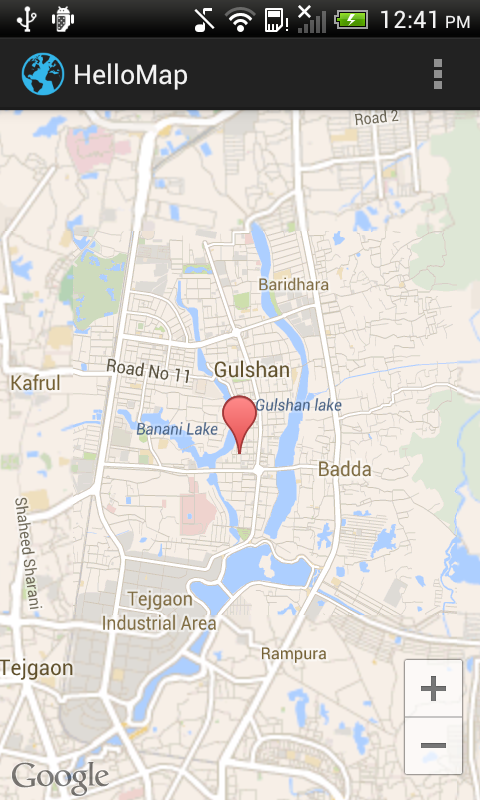 12:41 PM
HelloMap
Road 2
Baridhara
Road No 11
Gulshan
Kafrul
Gulshan lake
Banani Lake
Badda
Shaheed Sharani
Tejgaon
Industrial Area
Rampura
Tejgaon
+
−
Google